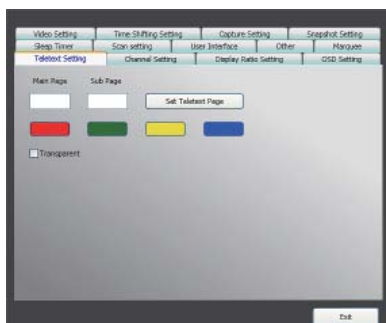 Video Setting Time Shifting Setting Capture Setting Snapshot Setting
Sleep Timer Scan setting User Interface Other Marquee
Teletext Setting Channel Setting Display Ratio Setting OSD Setting
Main Page Sub Page
Set Teletext Page
Transparent
Exit